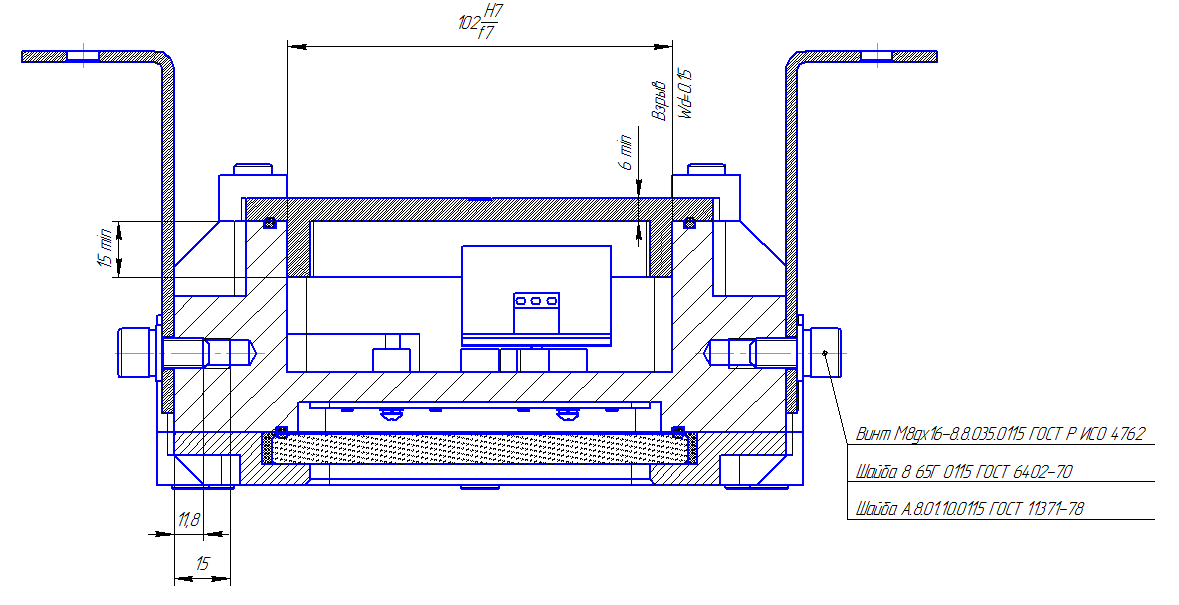 102 H7/f7
Взрыв
Wd=0.15
6 min
15 min
Винт М8gх16-8.8.035.0115 ГОСТ Р ИСО 4762
Шайба 8 65Г 0115 ГОСТ 6402-70
Шайба А.8.01.10.0115 ГОСТ 11371-78
11,8
15